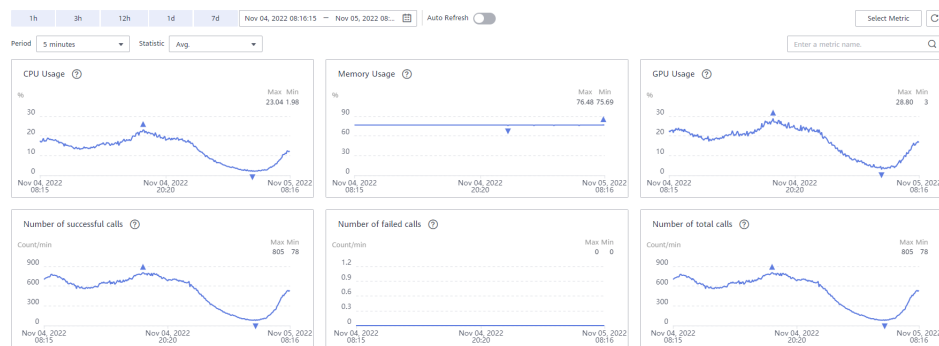 1h 3h 12h 1d 7d Nov 04, 2022 08:16:15 – Nov 05, 2022 08:... Auto Refresh Select Metric
Period 5 minutes Statistic Avg. Enter a metric name.
CPU Usage ?
Max Min
% 23.04 1.98
30
20
10
0
Nov 04, 2022 Nov 04, 2022 Nov 05, 2022
08:15 20:20 08:16
Memory Usage ?
Max Min
% 76.48 75.69
90
60
30
0
Nov 04, 2022 Nov 04, 2022 Nov 05, 2022
08:15 20:20 08:16
GPU Usage ?
Max Min
% 28.80 3
30
20
10
0
Nov 04, 2022 Nov 04, 2022 Nov 05, 2022
08:15 20:20 08:16
Number of successful calls ?
Count/min Max Min
805 78
900
600
300
0
Nov 04, 2022 Nov 04, 2022 Nov 05, 2022
08:15 20:20 08:16
Number of failed calls ?
Count/min Max Min
0 0
1.2
0.9
0.6
0.3
0
Nov 04, 2022 Nov 04, 2022 Nov 05, 2022
08:15 20:20 08:16
Number of total calls ?
Count/min Max Min
805 78
900
600
300
0
Nov 04, 2022 Nov 04, 2022 Nov 05, 2022
08:15 20:20 08:16